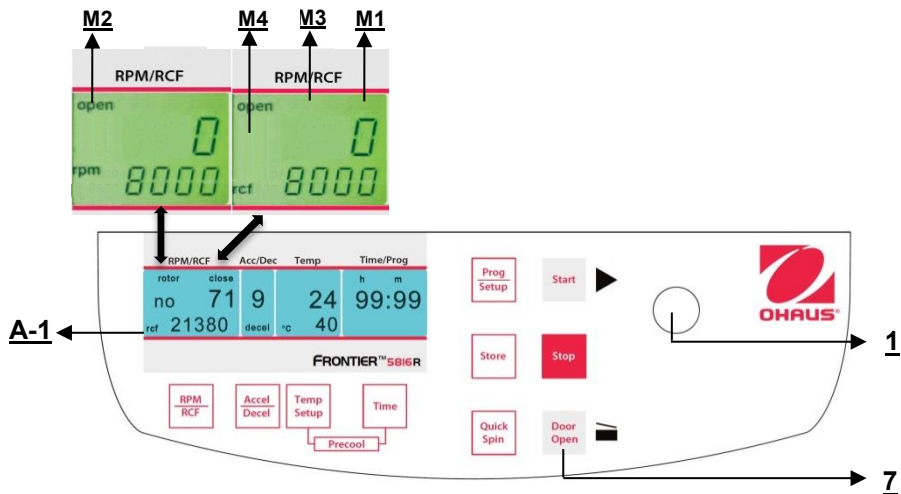 M2 M4 M3 M1
RPM/RCF RPM/RCF
open open
0 0
rpm 8000 rcf 8000
RPM/RCF Acc/Dec Temp Time/Prog
rotor close h m
no 71 9 24 99:99
rcf 21380 decel °C 40
A-1
FRONTIER™ 5816R
RPM
RCF
Accel
Decel
Temp
Setup
Time
Precool
Prog
Setup
Start
Store
Stop
Quick
Spin
Door
Open
OHAUS®
1
7